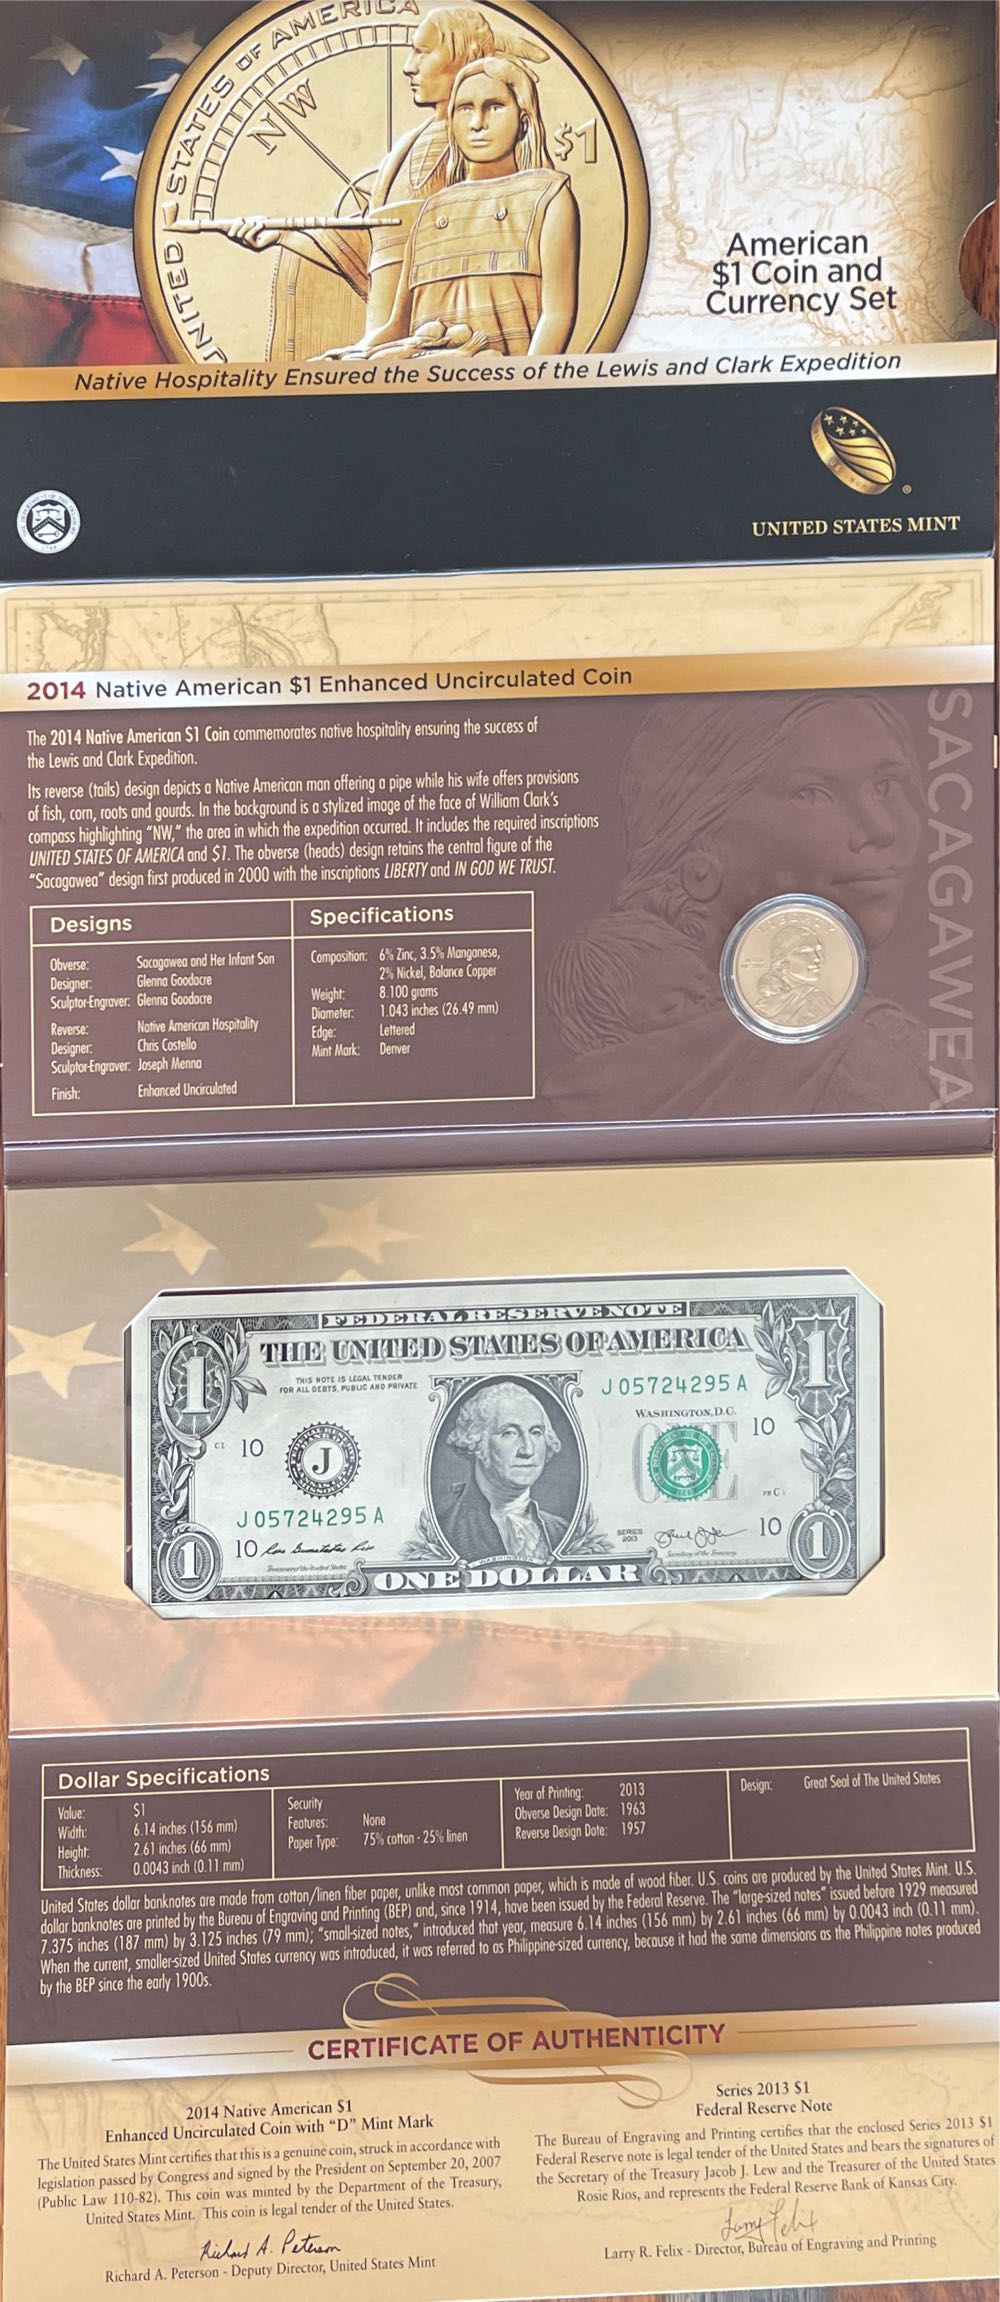 UNITED STATES OF AMERICA
NW
$1
American
$1 Coin and
Currency Set
Native Hospitality Ensured the Success of the Lewis and Clark Expedition
UNITED STATES MINT
2014 Native American $1 Enhanced Uncirculated Coin
The 2014 Native American $1 Coin commemorates native hospitality ensuring the success of
the Lewis and Clark Expedition.
Its reverse (tails) design depicts a Native American man offering a pipe while his wife offers provisions
of fish, corn, roots and gourds. In the background is a stylized image of the face of William Clark's
compass highlighting "NW," the area in which the expedition occurred. It includes the required inscriptions
UNITED STATES OF AMERICA and $1. The obverse (heads) design retains the central figure of the
"Sacagawea" design first produced in 2000 with the inscriptions LIBERTY and IN GOD WE TRUST.
SACAGAWEA
Designs
Obverse: Sacagawea and Her Infant Son
Designer: Glenna Goodacre
Sculptor-Engraver: Glenna Goodacre
Reverse: Native American Hospitality
Designer: Chris Costello
Sculptor-Engraver: Joseph Menna
Finish: Enhanced Uncirculated
Specifications
Composition: 6% Zinc, 3.5% Manganese,
2% Nickel, Balance Copper
Weight: 8.100 grams
Diameter: 1.043 inches (26.49 mm)
Edge: Lettered
Mint Mark: Denver
LIBERTY
FEDERAL RESERVE NOTE
THE UNITED STATES OF AMERICA
THIS NOTE IS LEGAL TENDER
FOR ALL DEBTS, PUBLIC AND PRIVATE
J 05724295 A
WASHINGTON, D.C.
1
1
C1
10
J
10
ONE
J 05724295 A
10
SERIES
2013
10
Treasurer of the United States
Secretary of the Treasury
WASHINGTON
1
ONE DOLLAR
1
Dollar Specifications
Value: $1
Width: 6.14 inches (156 mm)
Height: 2.61 inches (66 mm)
Thickness: 0.0043 inch (0.11 mm)
Security
Features: None
Paper Type: 75% cotton - 25% linen
Year of Printing: 2013
Obverse Design Date: 1963
Reverse Design Date: 1957
Design: Great Seal of The United States
United States dollar banknotes are made from cotton/linen fiber paper, unlike most common paper, which is made of wood fiber. U.S. coins are produced by the United States Mint. U.S.
dollar banknotes are printed by the Bureau of Engraving and Printing (BEP) and, since 1914, have been issued by the Federal Reserve. The "large-sized notes" issued before 1929 measured
7.375 inches (187 mm) by 3.125 inches (79 mm); "small-sized notes," introduced that year, measure 6.14 inches (156 mm) by 2.61 inches (66 mm) by 0.0043 inch (0.11 mm).
When the current, smaller-sized United States currency was introduced, it was referred to as Philippine-sized currency, because it had the same dimensions as the Philippine notes produced
by the BEP since the early 1900s.
CERTIFICATE OF AUTHENTICITY
2014 Native American $1
Enhanced Uncirculated Coin with "D" Mint Mark
The United States Mint certifies that this is a genuine coin, struck in accordance with
legislation passed by Congress and signed by the President on September 20, 2007
(Public Law 110-82). This coin was minted by the Department of the Treasury,
United States Mint. This coin is legal tender of the United States.
Richard A. Peterson
Richard A. Peterson - Deputy Director, United States Mint
Series 2013 $1
Federal Reserve Note
The Bureau of Engraving and Printing certifies that the enclosed Series 2013 $1
Federal Reserve note is legal tender of the United States and bears the signatures of
the Secretary of the Treasury Jacob J. Lew and the Treasurer of the United States
Rosie Rios, and represents the Federal Reserve Bank of Kansas City.
Larry Felix
Larry R. Felix - Director, Bureau of Engraving and Printing